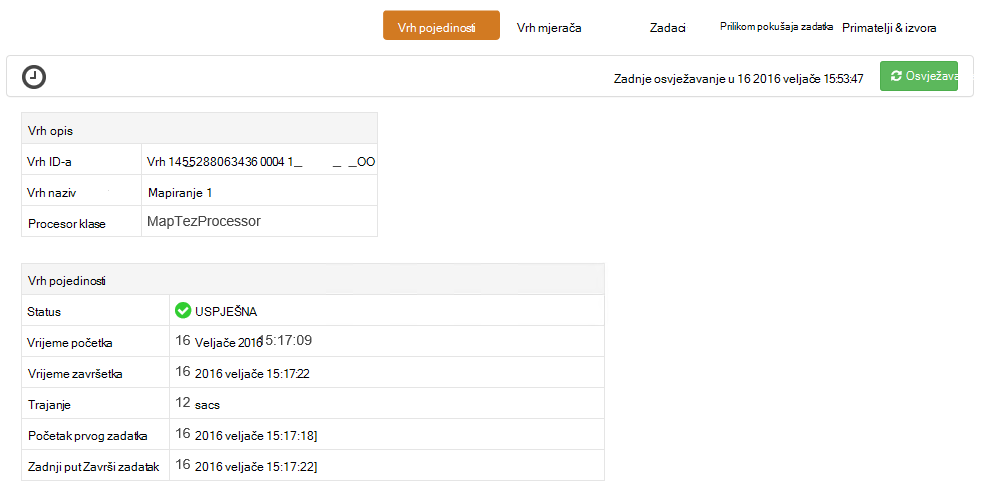 Vrh pojedinosti Vrh mjerača Zadaci Prilikom pokušaja zadatka Primatelji & izvora
Zadnje osvježavanje u 16 2016 veljače 15:53:47 Osvježava
Vrh opis
Vrh ID-a Vrh 1455288063436 0004 1_ _ _00
Vrh naziv Mapiranje 1
Procesor klase MapTezProcessor
Vrh pojedinosti
Status USPJEŠNA
Vrijeme početka 16 Veljače 2016 15:17:09
Vrijeme završetka 16 2016 veljače 15:17:22
Trajanje 12 sacs
Početak prvog zadatka 16 2016 veljače 15:17:18]
Zadnji put Završi zadatak 16 2016 veljače 15:17:22]